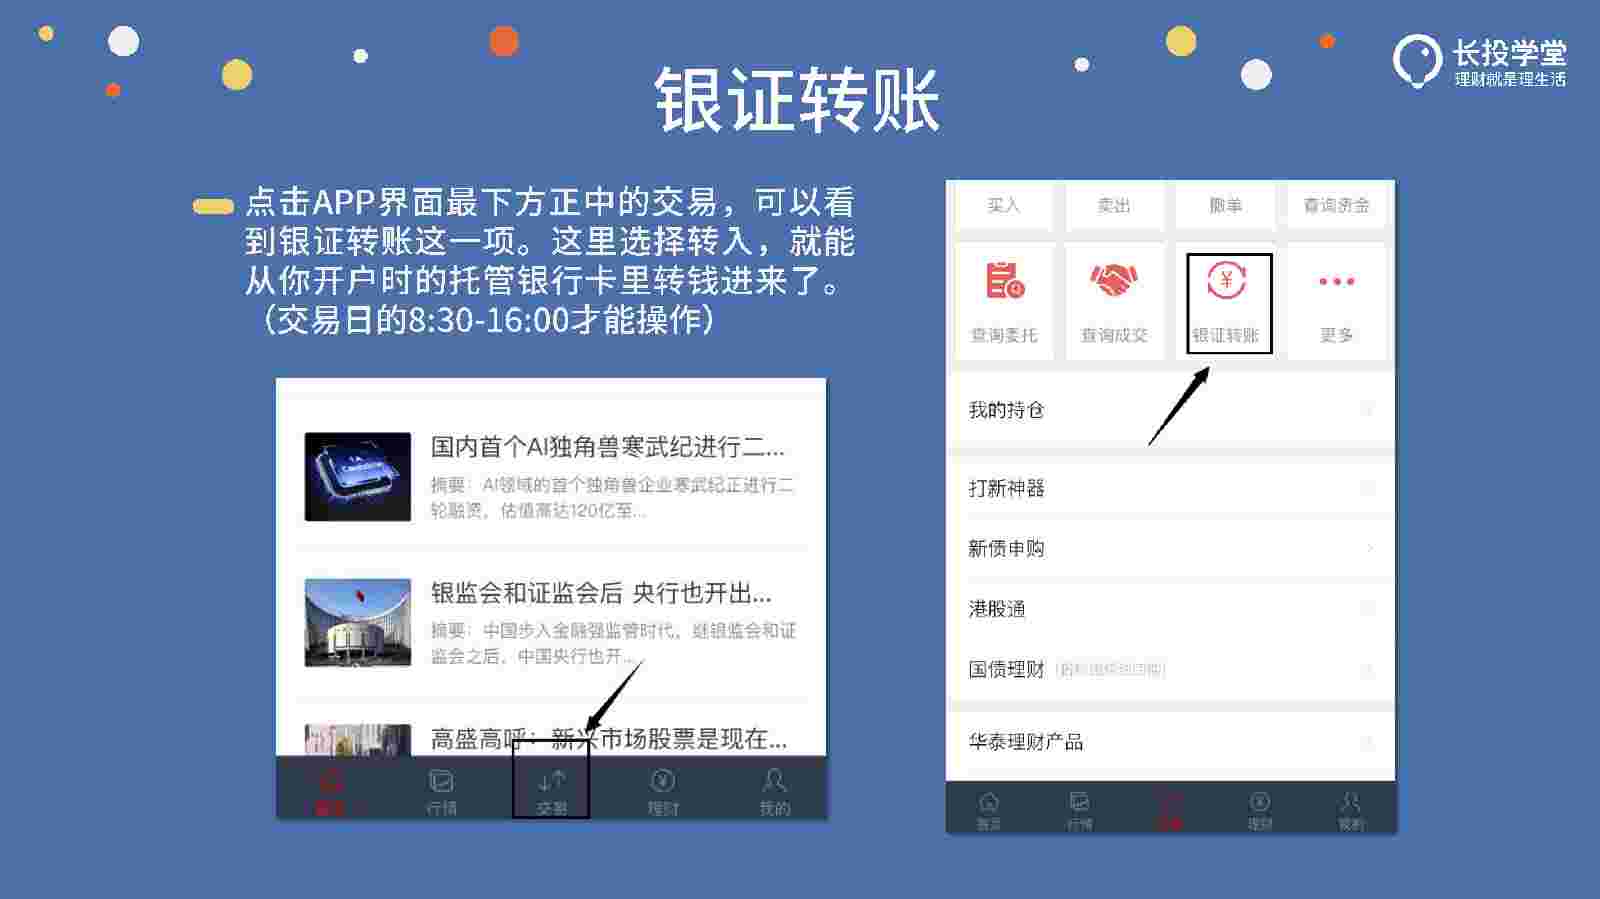 长投学堂
理财就是理生活
银证转账
点击APP界面最下方正中的交易，可以看
到银证转账这一项。这里选择转入，就能
从你开户时的托管银行卡里转钱进来了。
（交易日的8:30-16:00才能操作）
国内首个AI独角兽寒武纪进行二...
摘要：AI领域的首个独角兽企业寒武纪正进行二
轮融资，估值高达120亿至...
银监会和证监会后 央行也开出...
摘要：中国步入金融强监管时代，继银监会和证
监会之后，中国央行也开...
高盛高呼：新兴市场股票是现在...
行情 交易 理财 我的
买入 卖出 撤单 查询资金
查询委托 查询成交 银证转账 更多
我的持仓
打新神器
新债申购
港股通
国债理财
华泰理财产品
首页 行情 交易 理财 我的